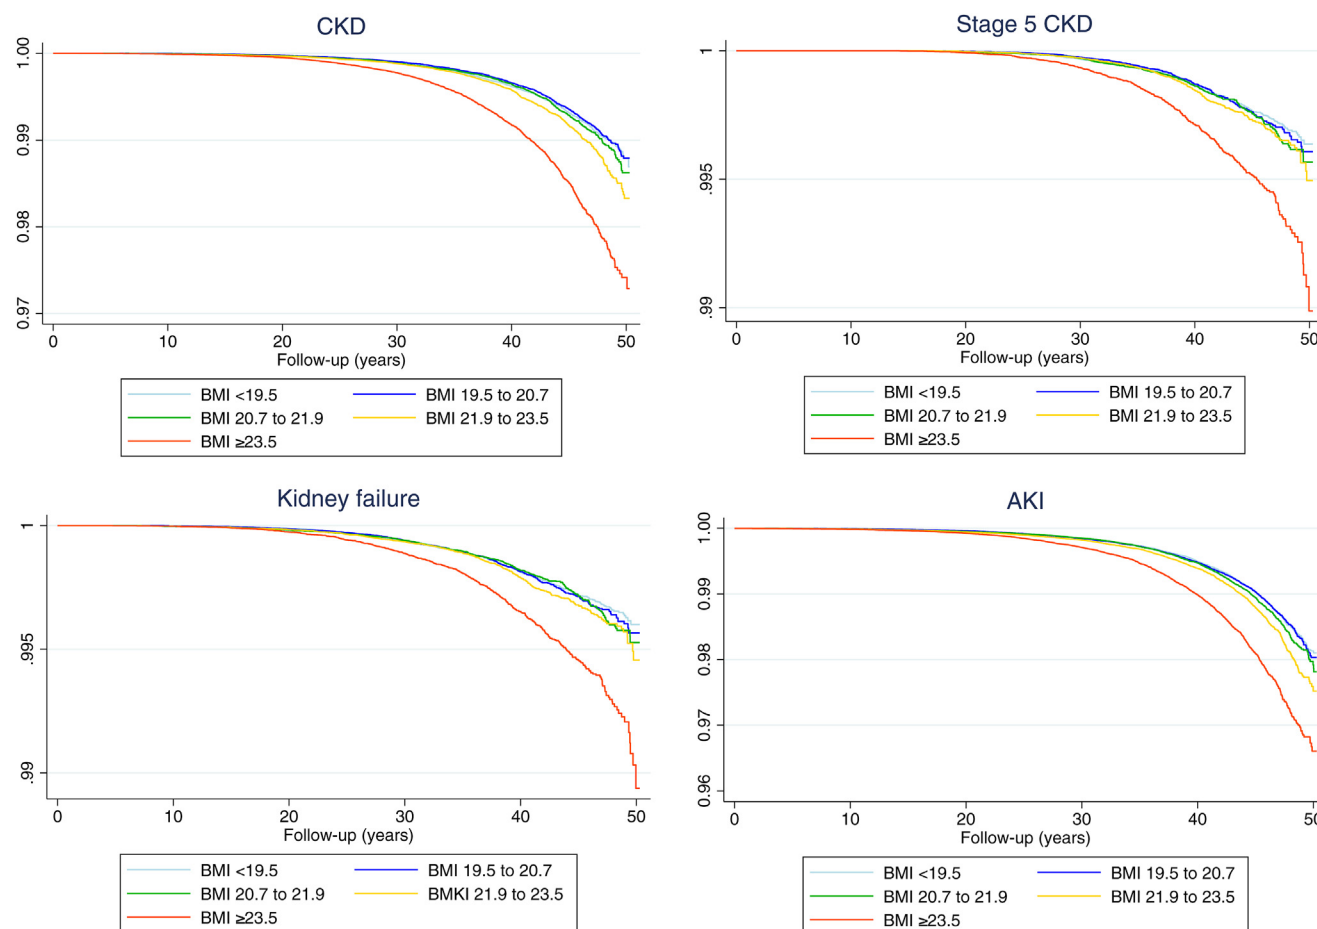 CKD
1.00
0.99
0.98
0.97
0 10 20 30 40 50
Follow-up (years)
BMI <19.5 BMI 19.5 to 20.7
BMI 20.7 to 21.9 BMI 21.9 to 23.5
BMI ≥23.5
Stage 5 CKD
1
.995
.99
0 10 20 30 40 50
Follow-up (years)
BMI <19.5 BMI 19.5 to 20.7
BMI 20.7 to 21.9 BMI 21.9 to 23.5
BMI ≥23.5
Kidney failure
1
.995
.99
0 10 20 30 40 50
Follow-up (years)
BMI <19.5 BMI 19.5 to 20.7
BMI 20.7 to 21.9 BMKI 21.9 to 23.5
BMI ≥23.5
AKI
1.00
0.99
0.98
0.97
0.96
0 10 20 30 40 50
Follow-up (years)
BMI <19.5 BMI 19.5 to 20.7
BMI 20.7 to 21.9 BMI 21.9 to 23.5
BMI ≥23.5